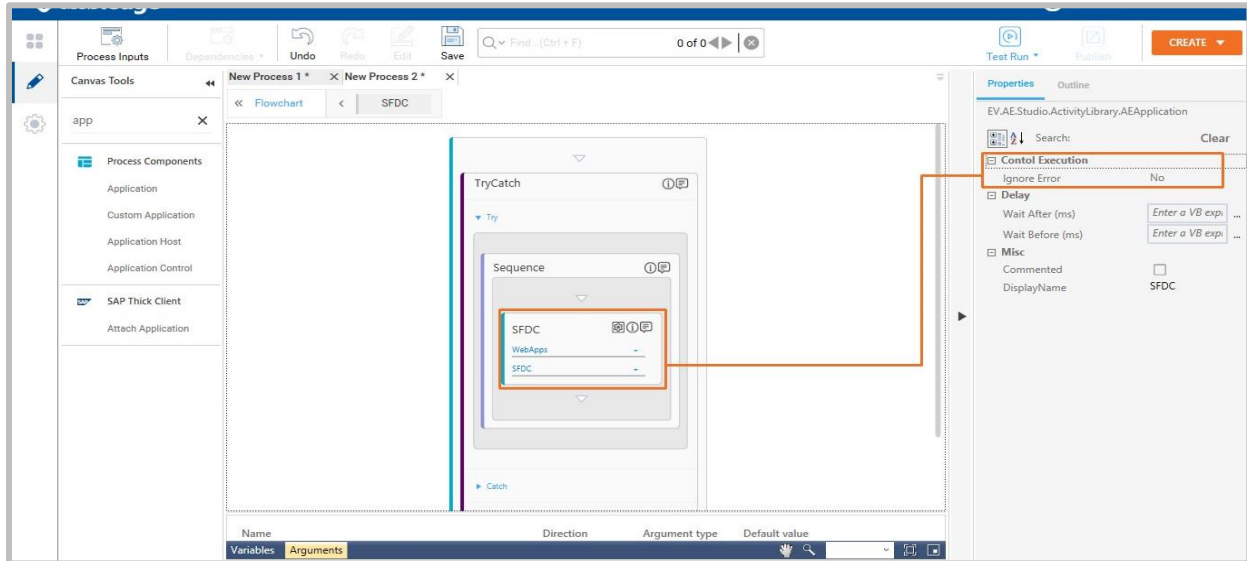 Process Inputs
Dependencies
Undo
Redo
Edit
Save
Find...(Ctrl + F)
0 of 0
Test Run
Publish
CREATE
Canvas Tools
app
Process Components
Application
Custom Application
Application Host
Application Control
SAP
SAP Thick Client
Attach Application
New Process 1 *
New Process 2 *
Flowchart
SFDC
TryCatch
Try
Sequence
SFDC
WebApps
SFDC
Catch
Name
Direction
Argument type
Default value
Variables
Arguments
Properties
Outline
EV.AE.Studio.ActivityLibrary.AEApplication
Search:
Clear
Contol Execution
Ignore Error No
Delay
Wait After (ms) Enter a VB expr ...
Wait Before (ms) Enter a VB expr ...
Misc
Commented
DisplayName SFDC